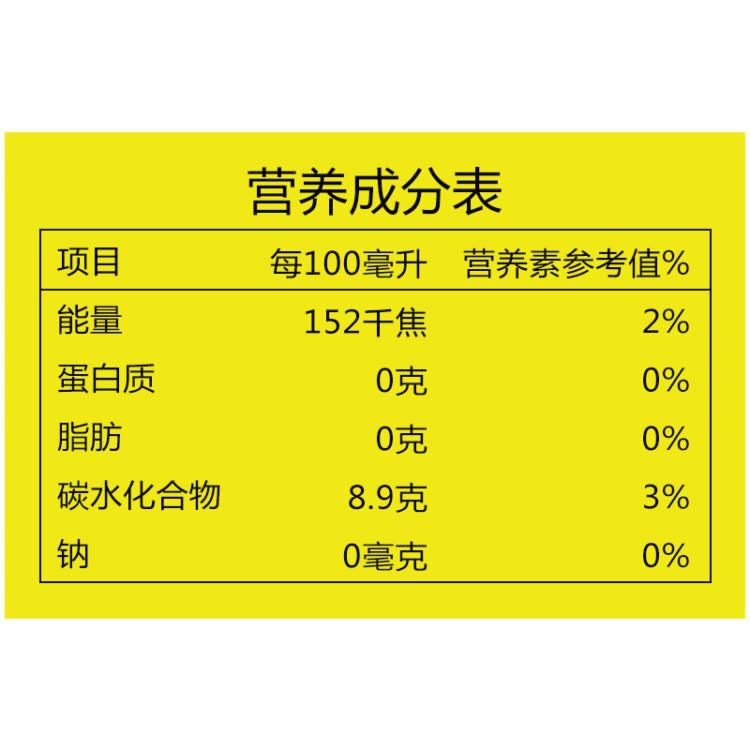 营养成分表
项目 每100毫升 营养素参考值%
能量 152千焦 2%
蛋白质 0克 0%
脂肪 0克 0%
碳水化合物 8.9克 3%
钠 0毫克 0%